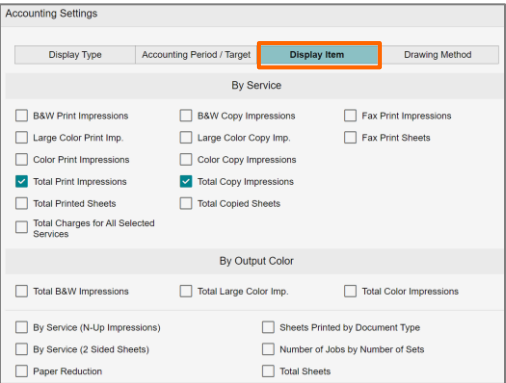 Accounting Settings
Display Type Accounting Period / Target Display Item Drawing Method
By Service
B&W Print Impressions B&W Copy Impressions Fax Print Impressions
Large Color Print Imp. Large Color Copy Imp. Fax Print Sheets
Color Print Impressions Color Copy Impressions
Total Print Impressions Total Copy Impressions
Total Printed Sheets Total Copied Sheets
Total Charges for All Selected
Services
By Output Color
Total B&W Impressions Total Large Color Imp. Total Color Impressions
By Service (N-Up Impressions) Sheets Printed by Document Type
By Service (2 Sided Sheets) Number of Jobs by Number of Sets
Paper Reduction Total Sheets